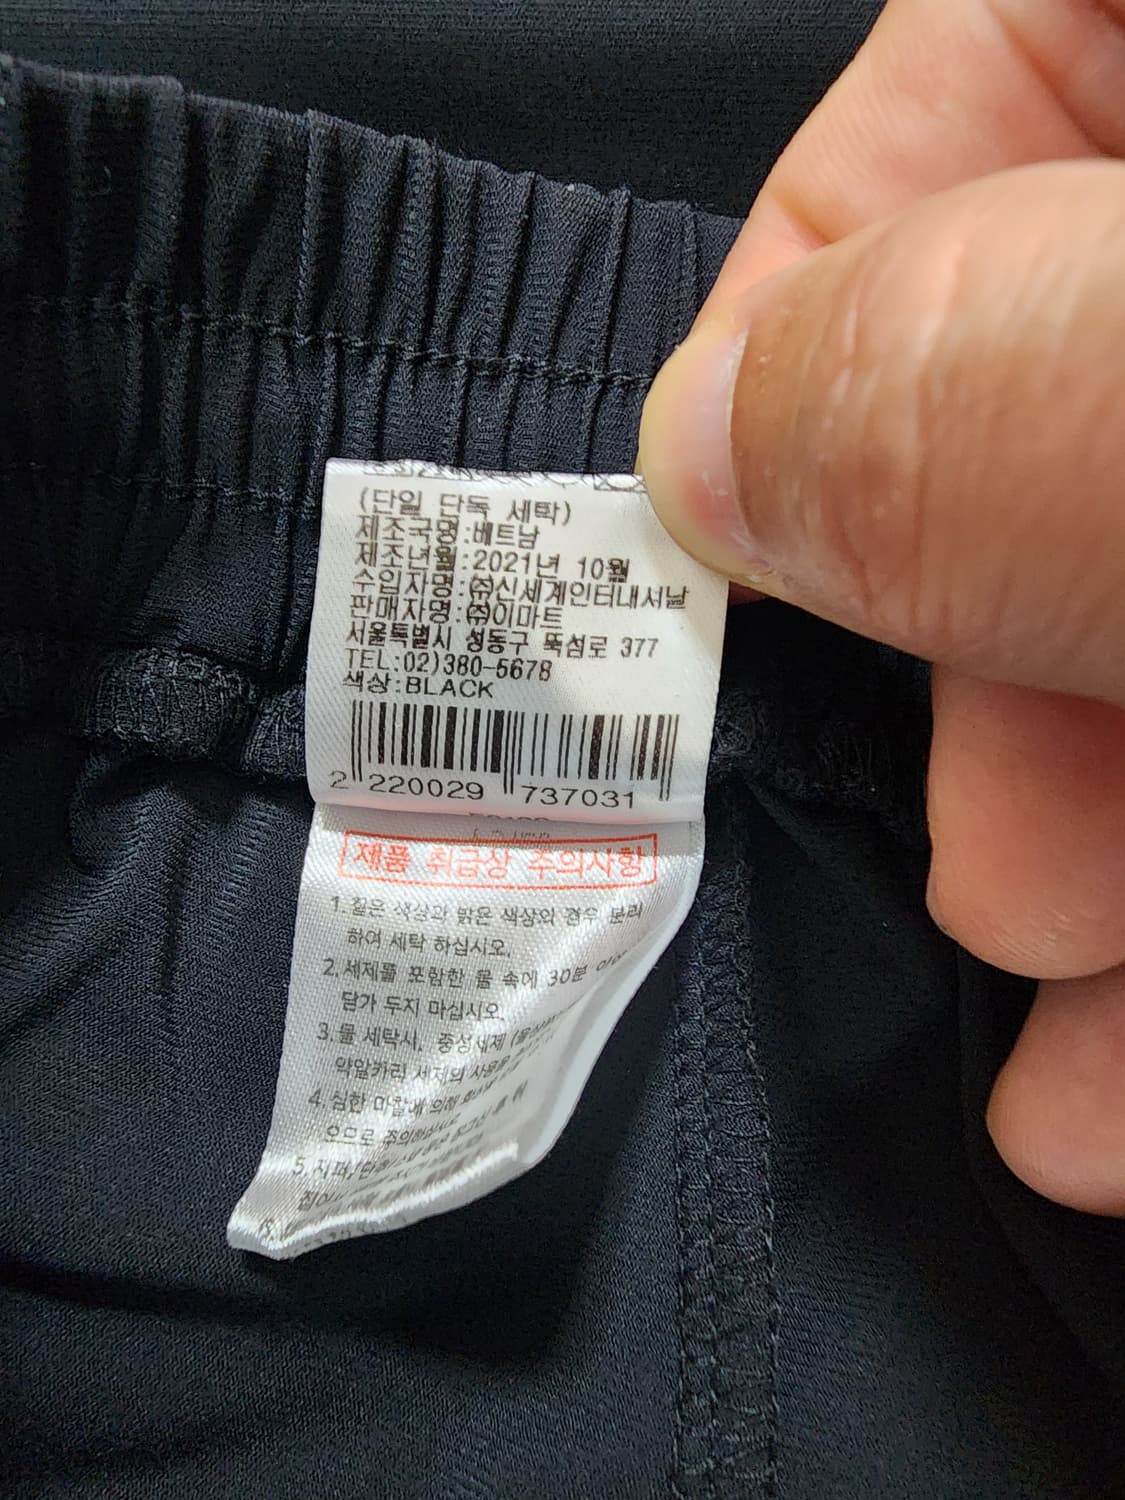 (단일 단독 세탁)
제조국명:베트남
제조년월:2021년 10월
수입자명:㈜신세계인터내셔날
판매자명:㈜이마트
서울특별시 성동구 뚝섬로 377
TEL:02)380-5678
색상:BLACK
2 220029 737031
제품 취급상 주의사항
1.짙은 색상과 밝은 색상의 경우 분리
하여 세탁 하십시오.
2.세제를 포함한 물 속에 30분
담가 두지 마십시오.
3.물 세탁시, 중성세제
약알카리 세제의 사용을
4.심한 마찰에 의해
오므로 주의하십시오
5.지퍼/단추